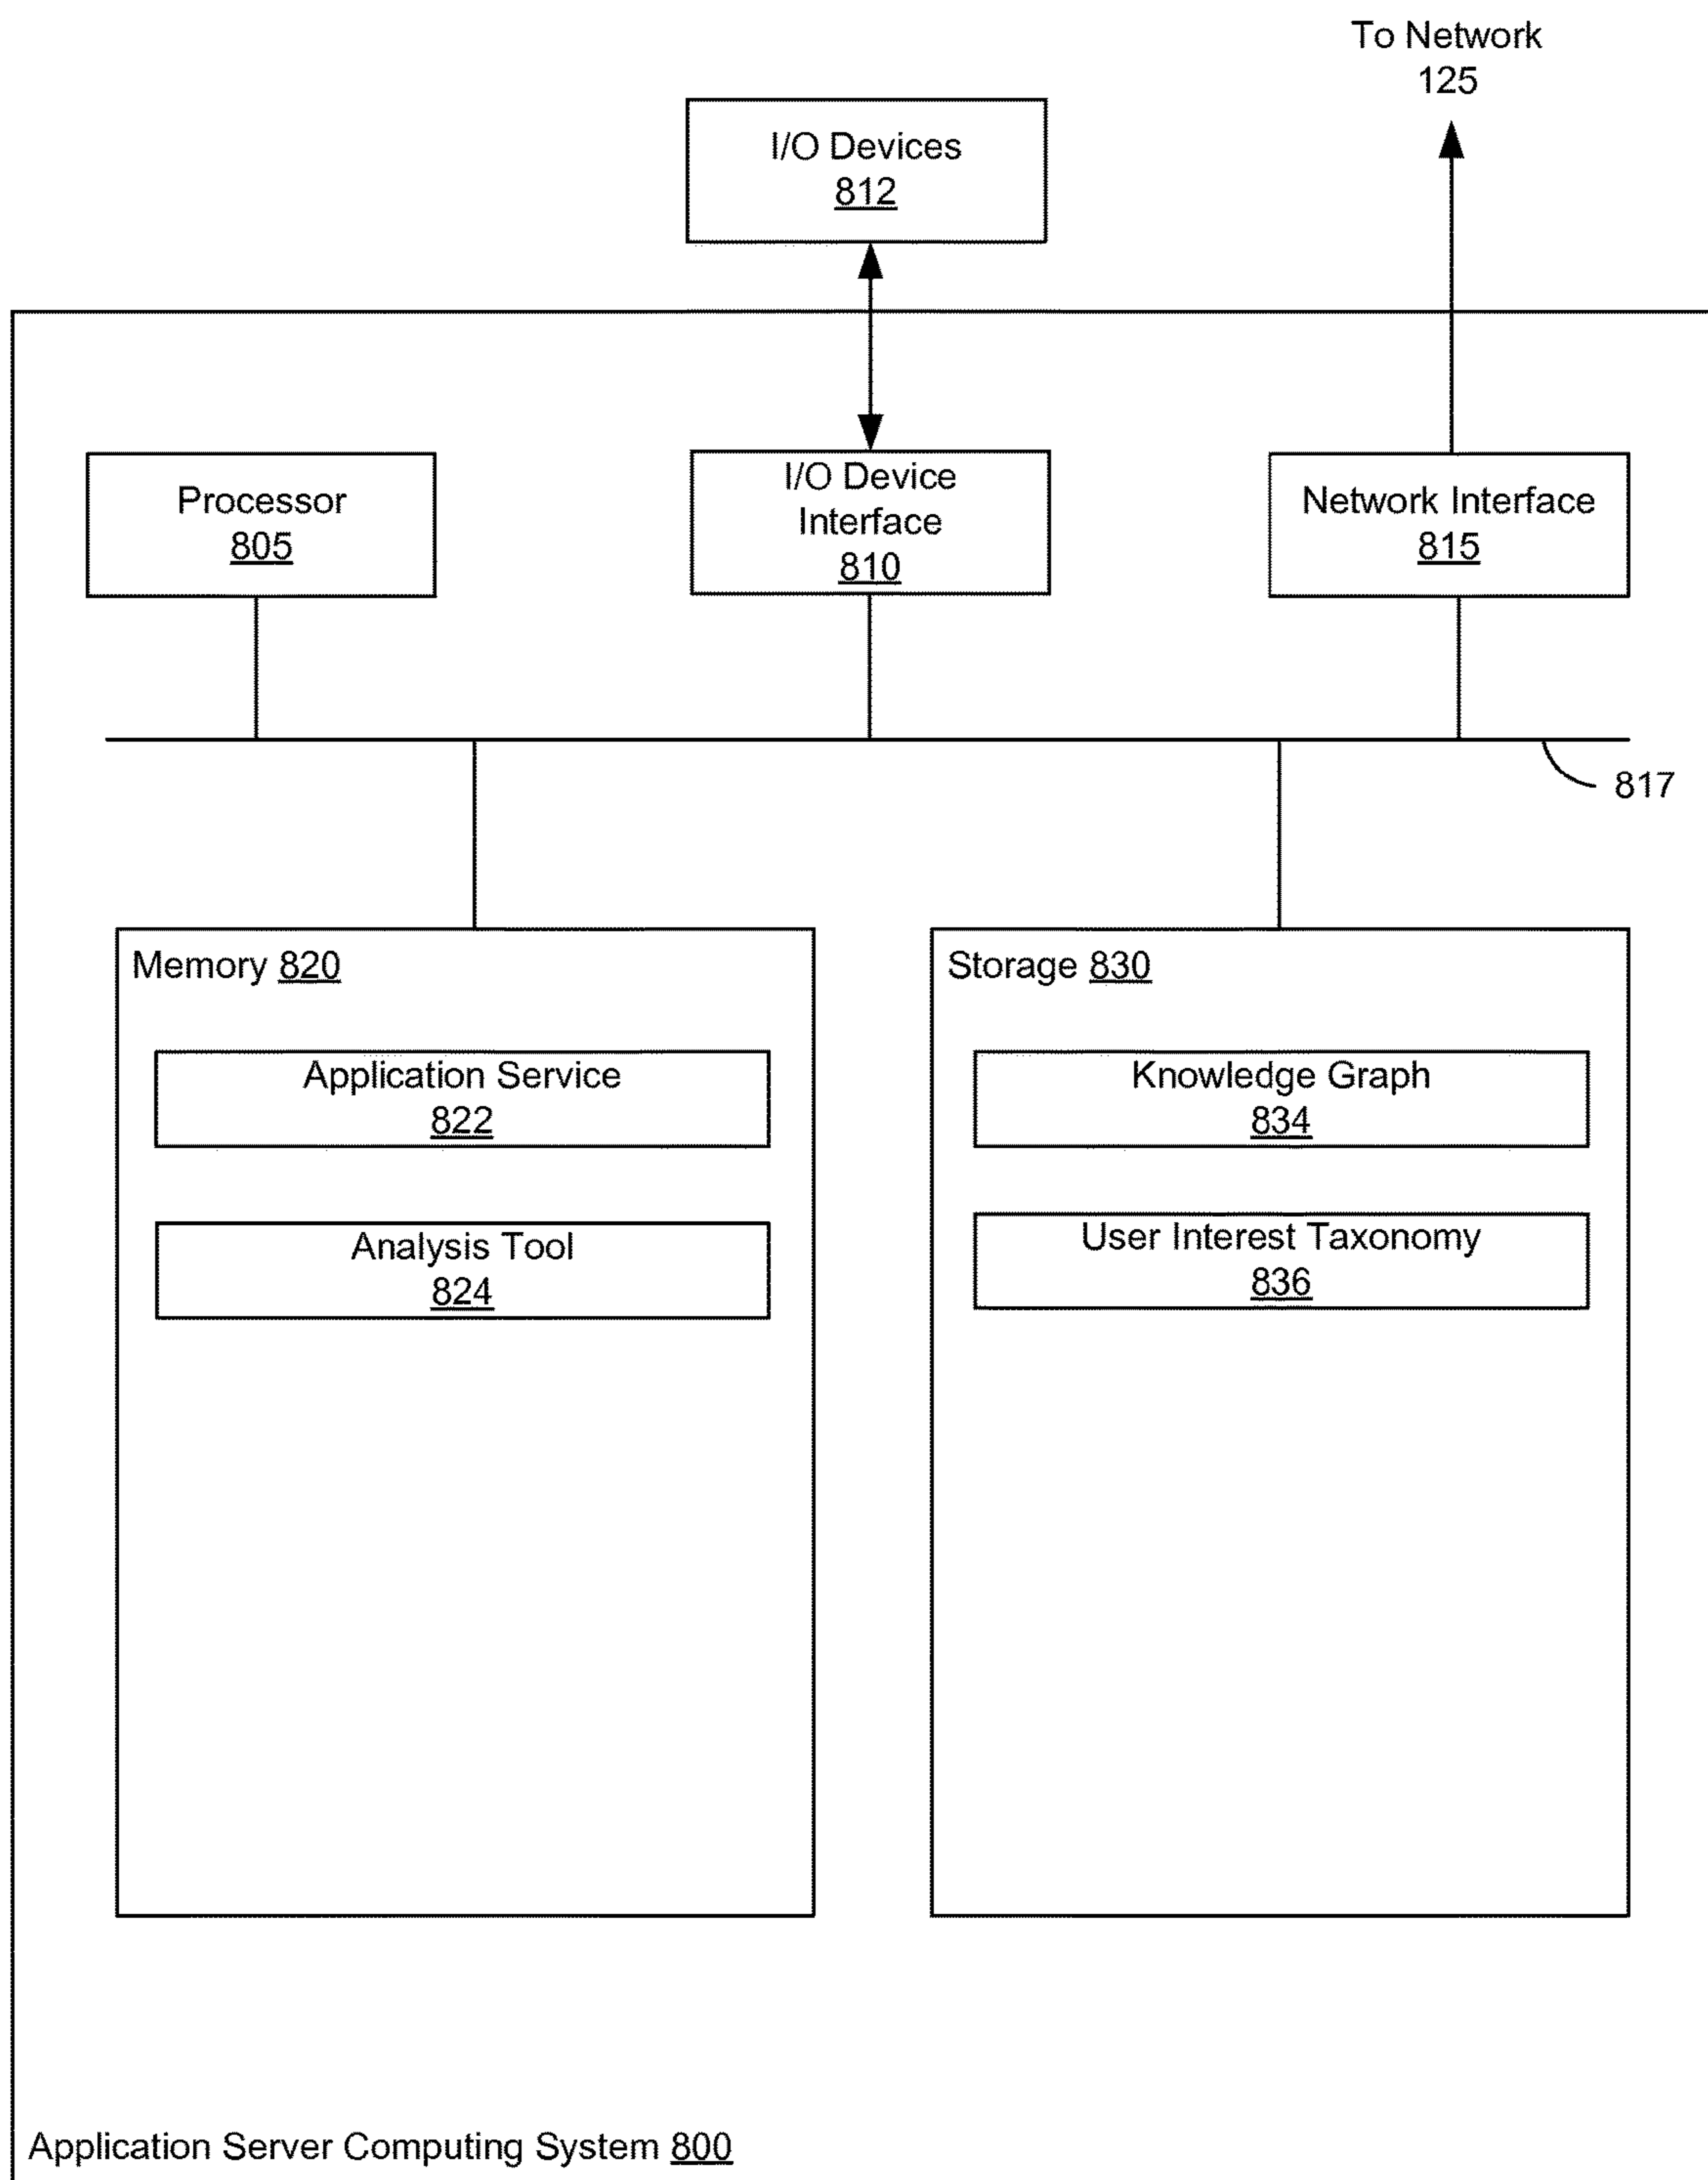 To Network
125
I/O Devices
812
Processor
805
I/O Device
Interface
810
Network Interface
815
817
Memory 820
Application Service
822
Analysis Tool
824
Storage 830
Knowledge Graph
834
User Interest Taxonomy
836
Application Server Computing System 800